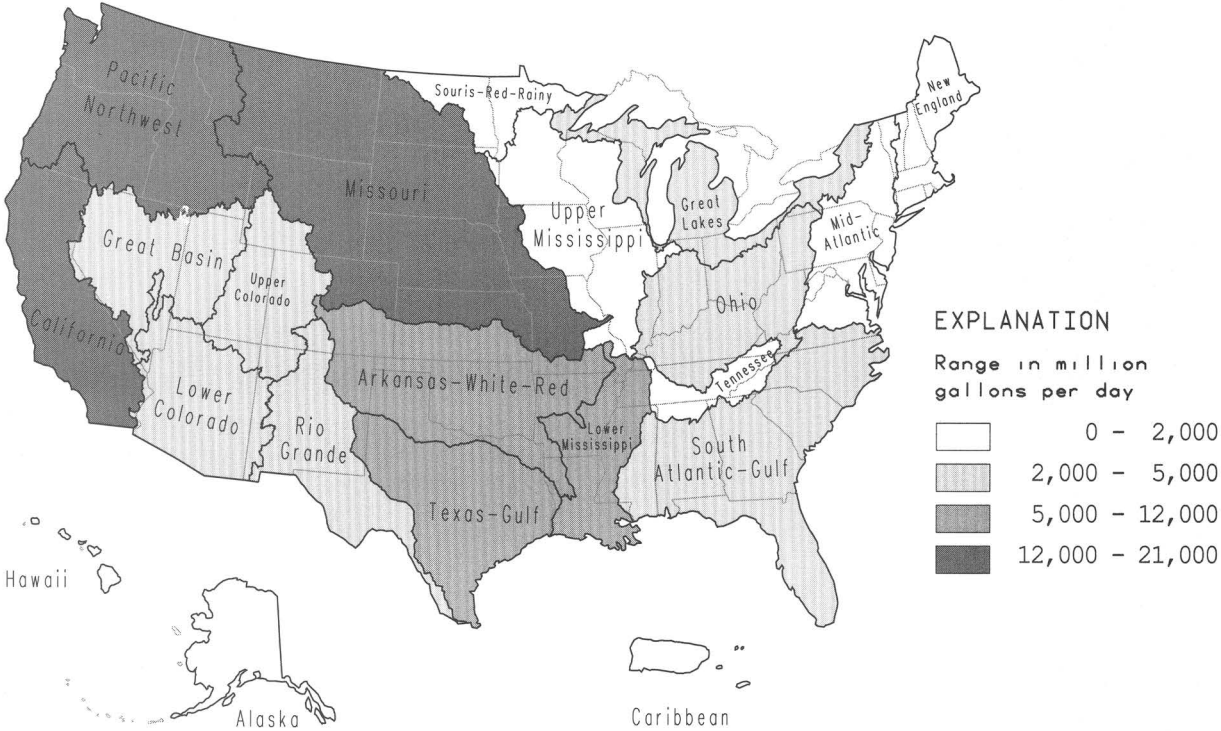 Pacific
Northwest
Souris-Red-Rainy
New
England
Missouri
Upper
Mississippi
Great
Lakes
Mid-
Atlantic
Great Basin
Upper
Colorado
Ohio
California
Tennessee
Arkansas-White-Red
Lower
Colorado
Rio
Grande
Lower
Mississippi
South
Atlantic-Gulf
Texas-Gulf
Hawaii
Alaska
Caribbean
EXPLANATION
Range in million
gallons per day
0 - 2,000
2,000 - 5,000
5,000 - 12,000
12,000 - 21,000